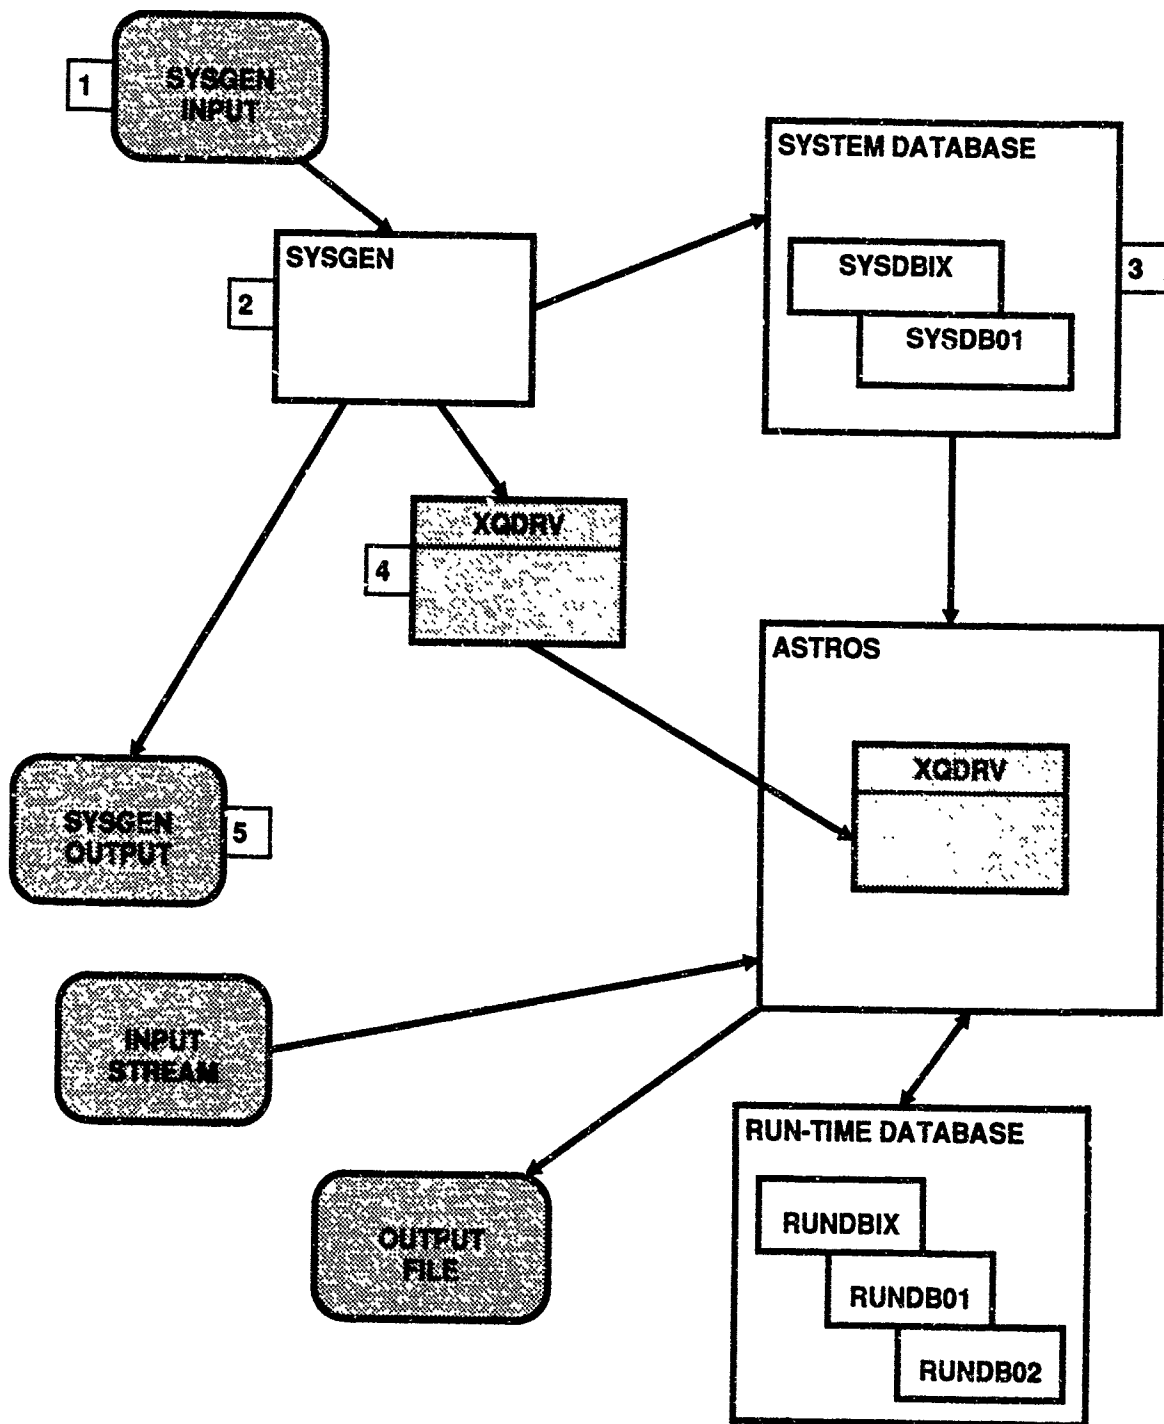 1
SYSGEN
INPUT
SYSTEM DATABASE
SYSDBIX
SYSDB01
3
SYSGEN
2
XQDRV
4
ASTROS
XQDRV
SYSGEN
OUTPUT
5
INPUT
STREAM
OUTPUT
FILE
RUN-TIME DATABASE
RUNDBIX
RUNDB01
RUNDB02